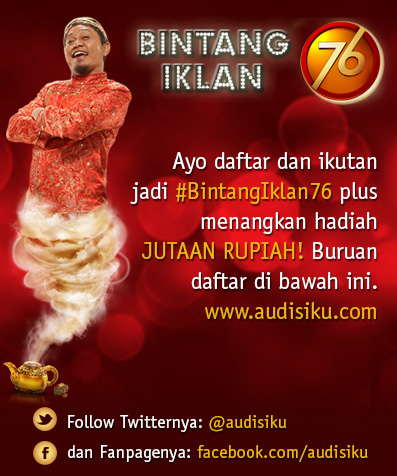 BINTANG
IKLAN
76
Ayo daftar dan ikutan
jadi #BintangIklan76 plus
menangkan hadiah
JUTAAN RUPIAH! Buruan
daftar di bawah ini.
www.audisiku.com
Follow Twitternya: @audisiku
f
dan Fanpagenya: facebook.com/audisiku